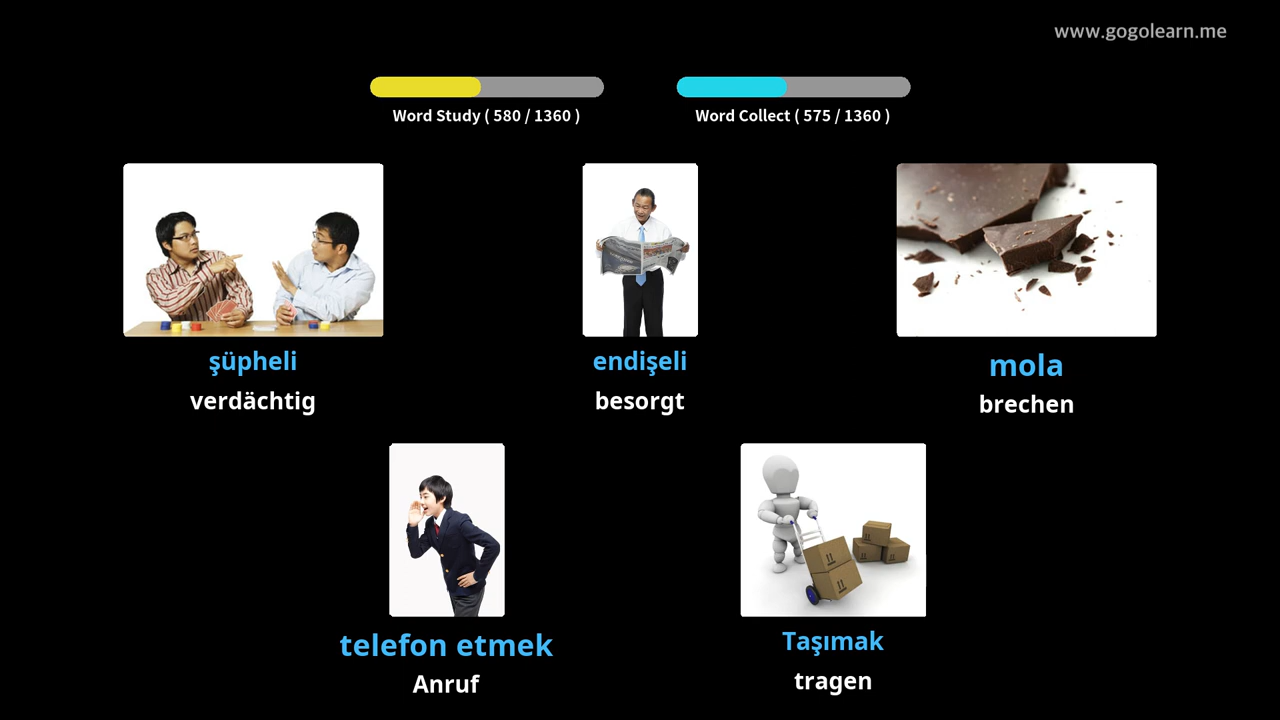 www.gogolearn.me
Word Study ( 580 / 1360 )
Word Collect ( 575 / 1360 )
şüpheli
verdächtig
endişeli
besorgt
mola
brechen
telefon etmek
Anruf
Taşımak
tragen